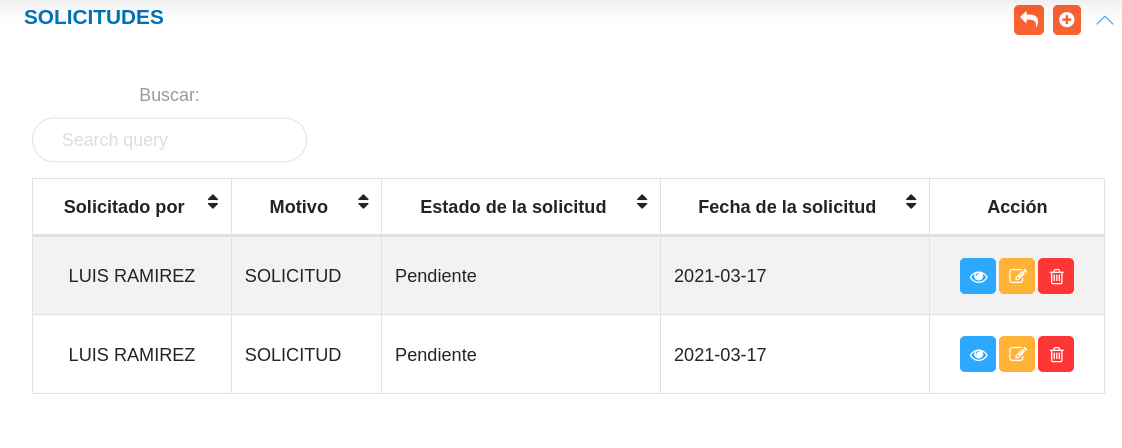 SOLICITUDES
Buscar:
Search query
Solicitado por Motivo Estado de la solicitud Fecha de la solicitud Acción
LUIS RAMIREZ SOLICITUD Pendiente 2021-03-17
LUIS RAMIREZ SOLICITUD Pendiente 2021-03-17